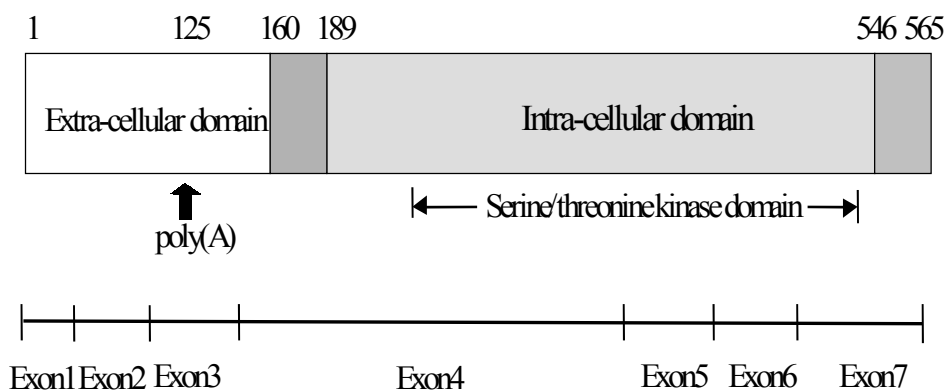 1 125 160 189 546 565
Extra-cellular domain Intra-cellular domain
Serine/threonine kinase domain
poly(A)
Exon1 Exon2 Exon3 Exon4 Exon5 Exon6 Exon7